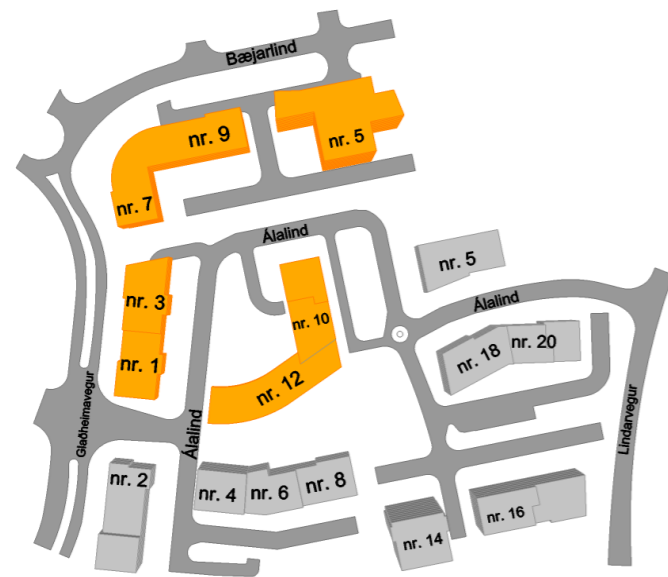 Bæjarlind
nr. 9
nr. 5
nr. 7
Álalind
nr. 5
nr. 3
Álalind
nr. 10
nr. 1
nr. 18
nr. 20
nr. 12
Glaðheimavegur
Álalind
Lindarvegur
nr. 2
nr. 4
nr. 6
nr. 8
nr. 16
nr. 14